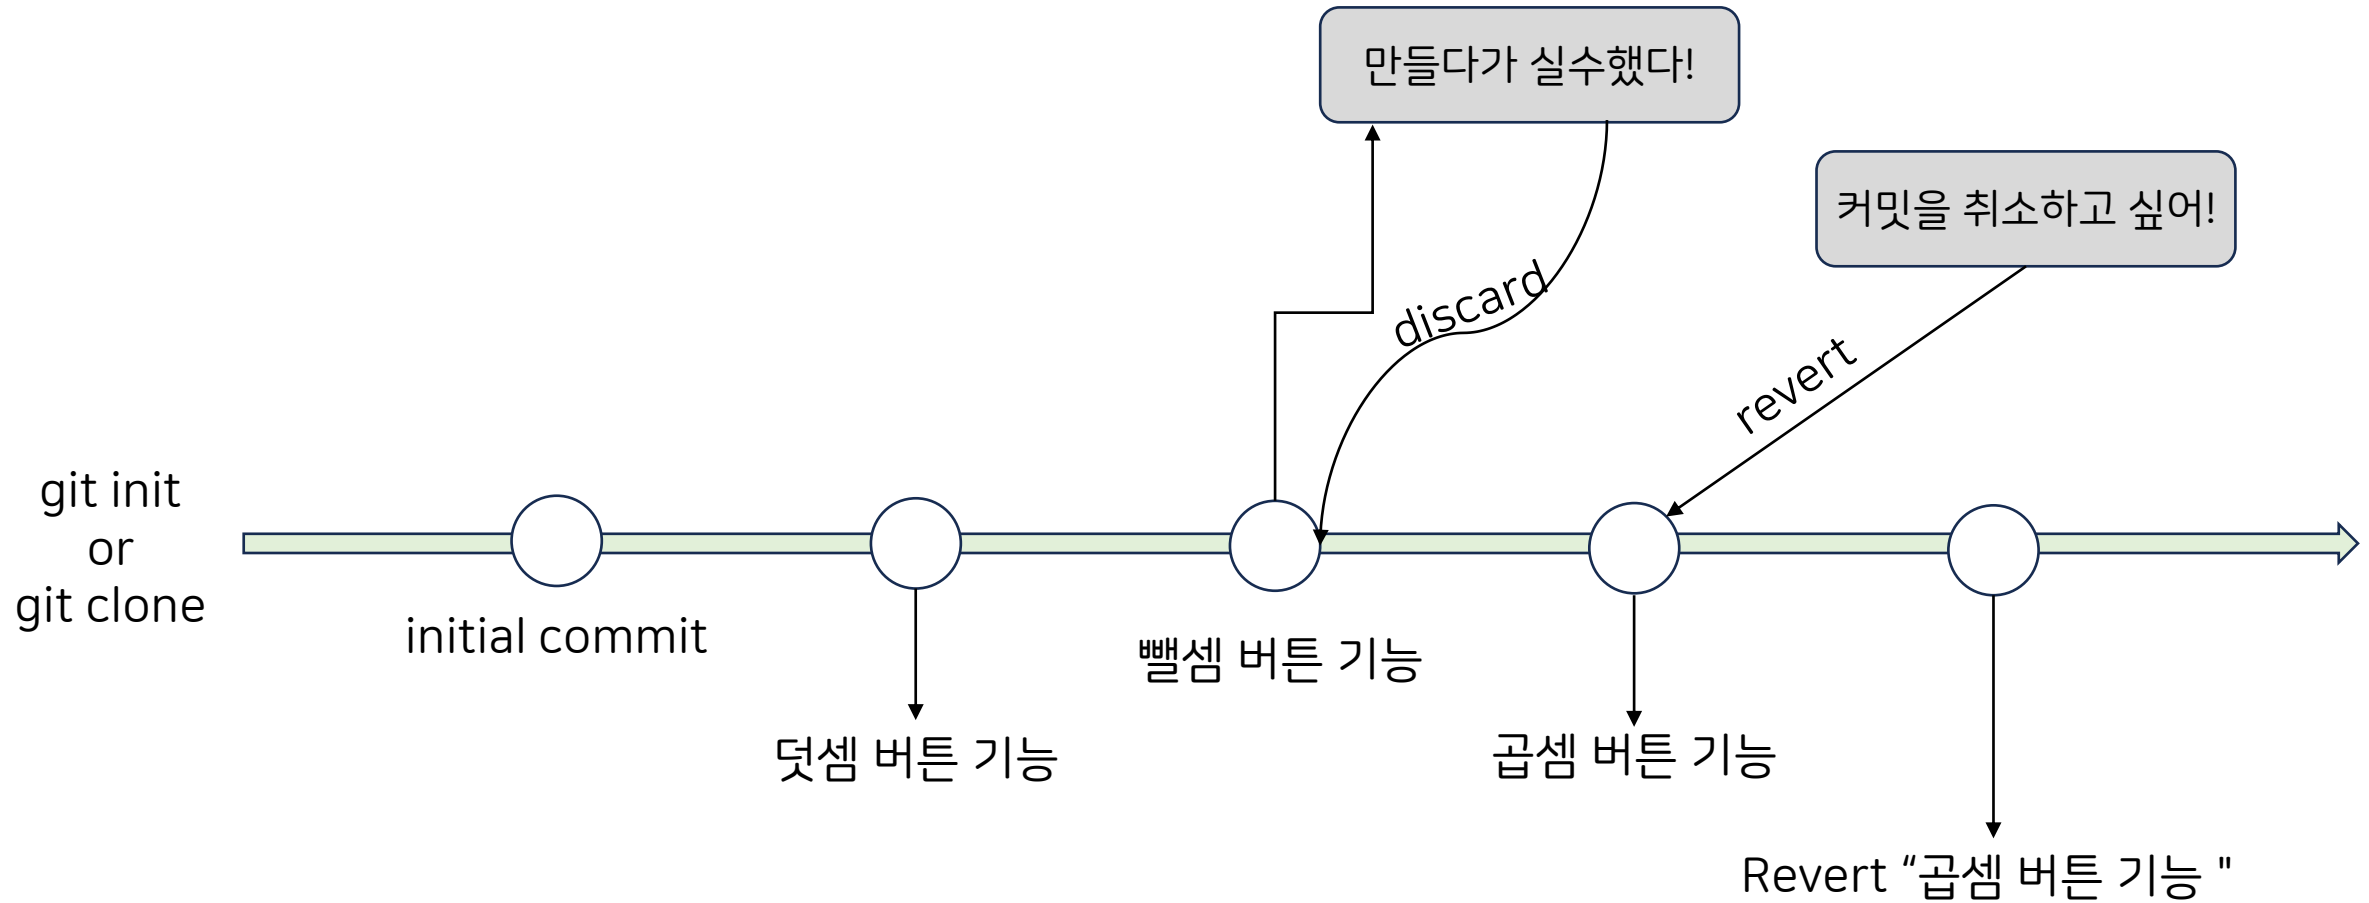 만들다가 실수했다!
커밋을 취소하고 싶어!
discard
revert
git init
or
git clone
initial commit
뺄셈 버튼 기능
덧셈 버튼 기능
곱셈 버튼 기능
Revert “곱셈 버튼 기능 "